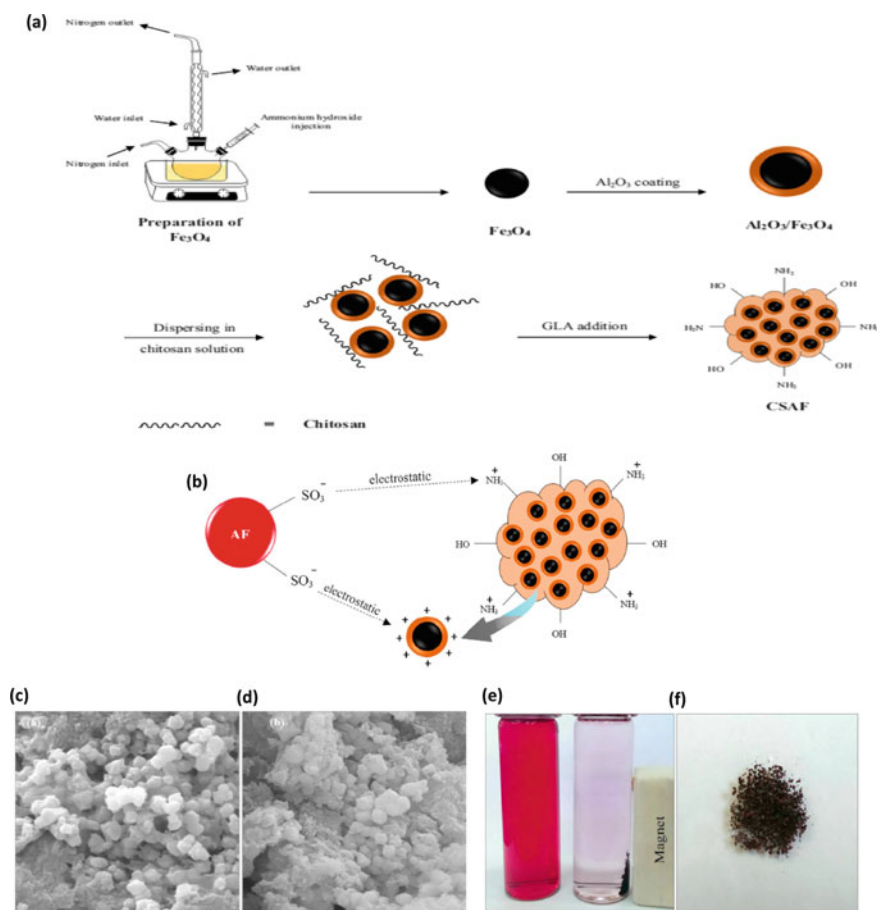 (a)
Nitrogen outlet
Water outlet
Water inlet
Ammonium hydroxide
injection
Nitrogen inlet
Preparation of
Fe₃O₄
Fe₃O₄
Al₂O₃ coating
Al₂O₃/Fe₃O₄
Dispersing in
chitosan solution
GLA addition
NH₂
HO
OH
H₂N
NH₂
HO
OH
NH₂
CSAF
= Chitosan
(b)
AF
SO₃⁻
electrostatic
SO₃⁻
electrostatic
OH
+
NH₃
+
NH₃
HO
OH
+
NH₃
+
NH₃
OH
+ + + + + + + +
(c)
(d)
(b)
(e)
(f)
Magnet